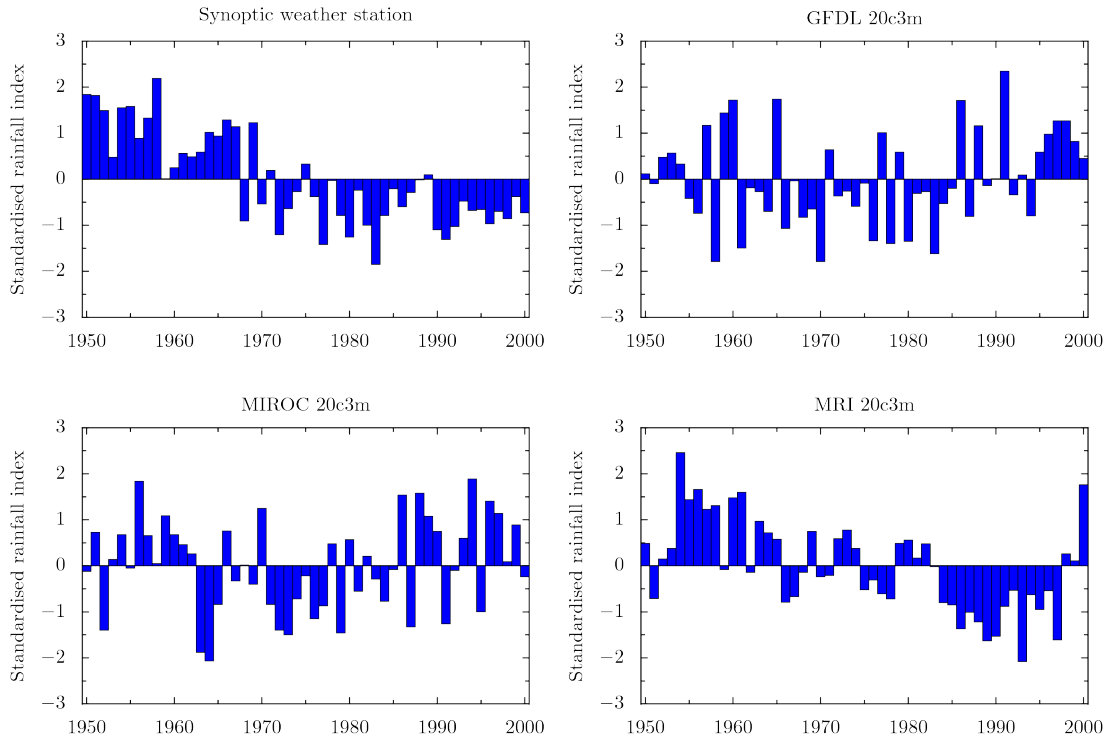 Synoptic weather station
Standardised rainfall index
3
2
1
0
−1
−2
−3
1950 1960 1970 1980 1990 2000
GFDL 20c3m
Standardised rainfall index
3
2
1
0
−1
−2
−3
1950 1960 1970 1980 1990 2000
MIROC 20c3m
Standardised rainfall index
3
2
1
0
−1
−2
−3
1950 1960 1970 1980 1990 2000
MRI 20c3m
Standardised rainfall index
3
2
1
0
−1
−2
−3
1950 1960 1970 1980 1990 2000